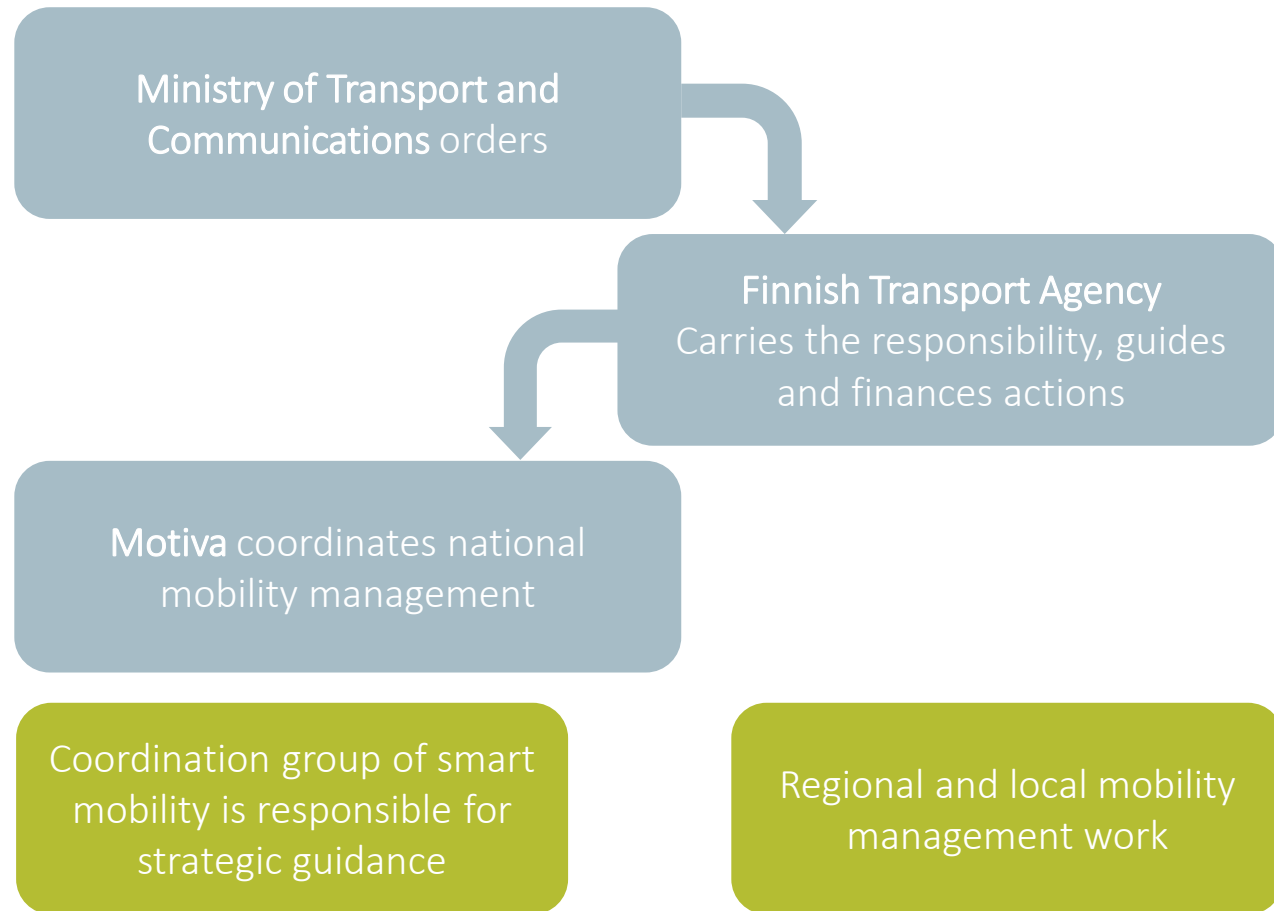 Ministry of Transport and
Communications orders
Finnish Transport Agency
Carries the responsibility, guides
and finances actions
Motiva coordinates national
mobility management
Coordination group of smart
mobility is responsible for
strategic guidance
Regional and local mobility
management work